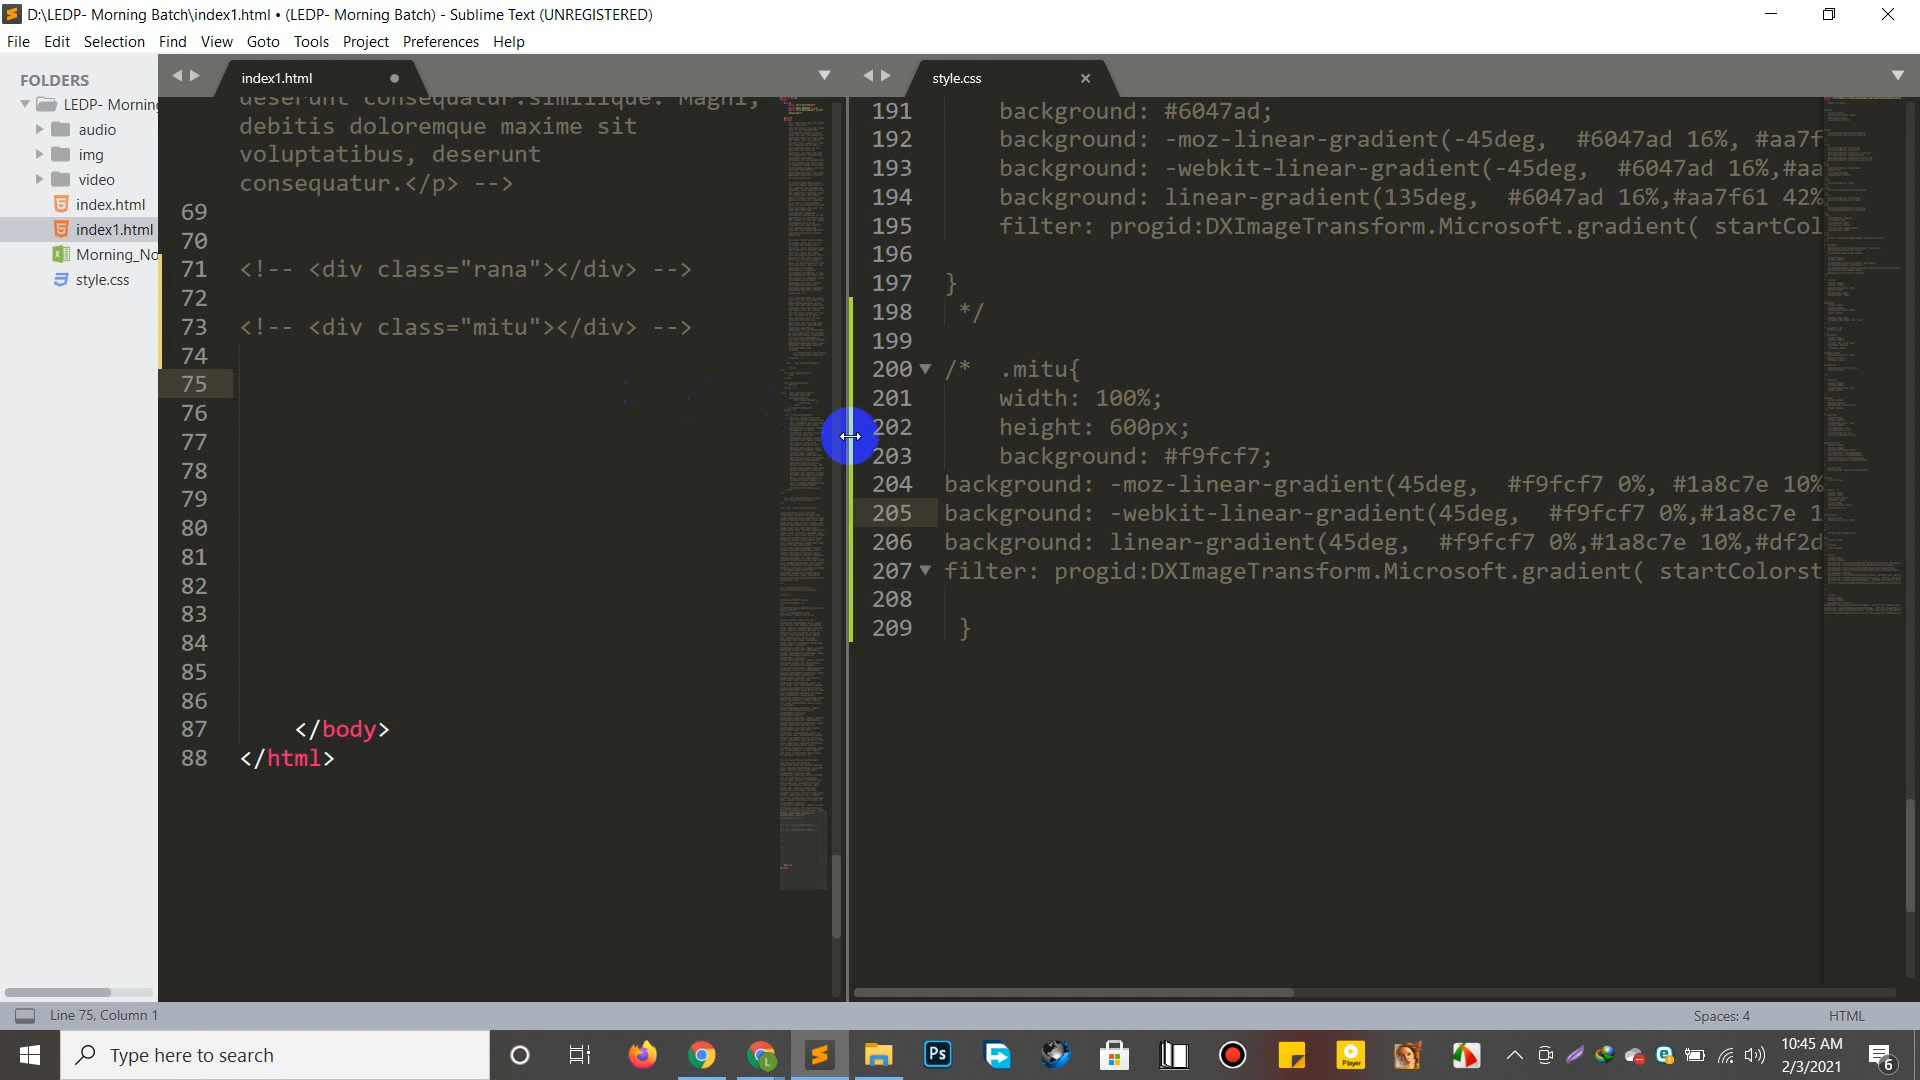 D:\LEDP- Morning Batch\index1.html • (LEDP- Morning Batch) - Sublime Text (UNREGISTERED)
File Edit Selection Find View Goto Tools Project Preferences Help
FOLDERS
LEDP- Morning
audio
img
video
index.html
index1.html
Morning_No
style.css
index1.html
deserunt consequatur.similique. Magni,
debitis doloremque maxime sit
voluptatibus, deserunt
consequatur.</p> -->
69
70
71 <!-- <div class="rana"></div> -->
72
73 <!-- <div class="mitu"></div> -->
74
75
76
77
78
79
80
81
82
83
84
85
86
87 </body>
88 </html>
style.css
191 background: #6047ad;
192 background: -moz-linear-gradient(-45deg, #6047ad 16%, #aa7f
193 background: -webkit-linear-gradient(-45deg, #6047ad 16%,#aa
194 background: linear-gradient(135deg, #6047ad 16%,#aa7f61 42%
195 filter: progid:DXImageTransform.Microsoft.gradient( startCol
196
197 }
198 */
199
200 /* .mitu{
201 width: 100%;
202 height: 600px;
203 background: #f9fcf7;
204 background: -moz-linear-gradient(45deg, #f9fcf7 0%, #1a8c7e 10%
205 background: -webkit-linear-gradient(45deg, #f9fcf7 0%,#1a8c7e 1
206 background: linear-gradient(45deg, #f9fcf7 0%,#1a8c7e 10%,#df2d
207 filter: progid:DXImageTransform.Microsoft.gradient( startColorst
208
209 }
Line 75, Column 1
Spaces: 4 HTML
Type here to search
Ps
Player
10:45 AM
2/3/2021
6